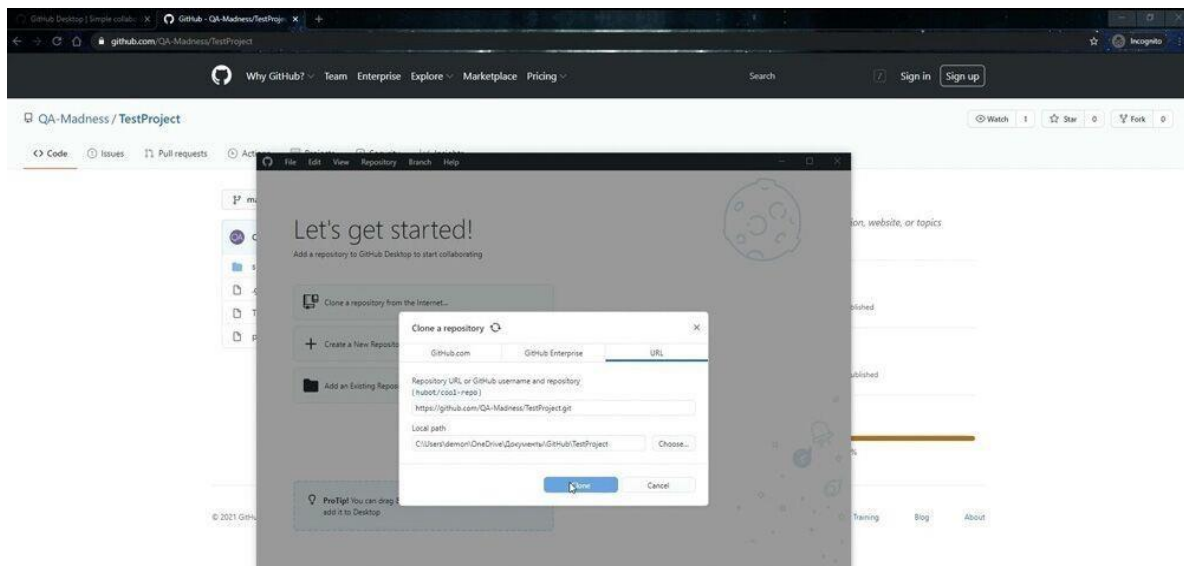 GitHub Desktop | Simple collab
GitHub - QA-Madness/TestProje
github.com/QA-Madness/TestProject
Incognito
Why GitHub?
Team
Enterprise
Explore
Marketplace
Pricing
Search
/
Sign in
Sign up
QA-Madness / TestProject
Watch 1
Star 0
Fork 0
Code
Issues
Pull requests
File
Edit
View
Repository
Branch
Help
Let's get started!
Add a repository to GitHub Desktop to start collaborating
Clone a repository from the Internet...
Create a New Reposito
Add an Existing Repos
ProTip! You can drag &
add it to Desktop
Clone a repository
GitHub.com
GitHub Enterprise
URL
Repository URL or GitHub username and repository
(hubot/cool-repo)
https://github.com/QA-Madness/TestProject.git
Local path
C:\Users\demon\OneDrive\Документы\GitHub\TestProject
Choose...
Clone
Cancel
ion, website, or topics
blished
ublished
%
© 2021 GitHu
Training
Blog
About